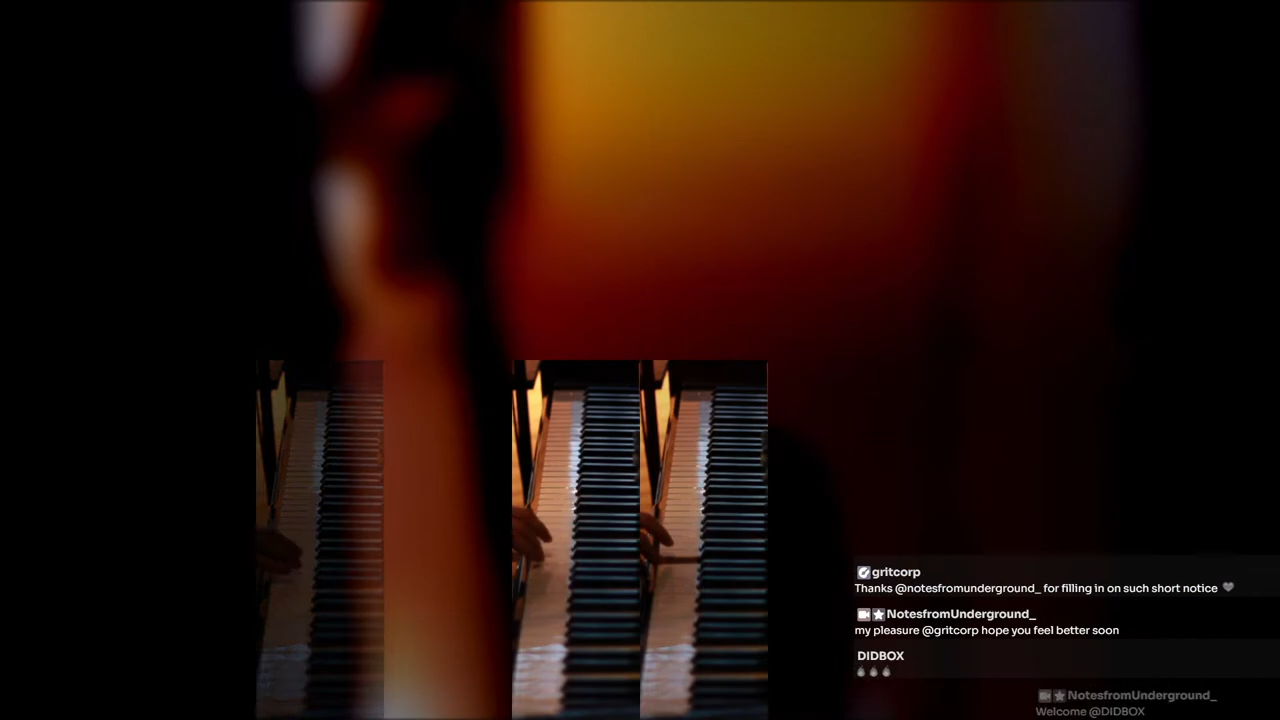 gritcorp
Thanks @notesfromunderground_ for filling in on such short notice 🖤
NotesfromUnderground_
my pleasure @gritcorp hope you feel better soon
DIDBOX
🔥🔥🔥
NotesfromUnderground_
Welcome @DIDBOX